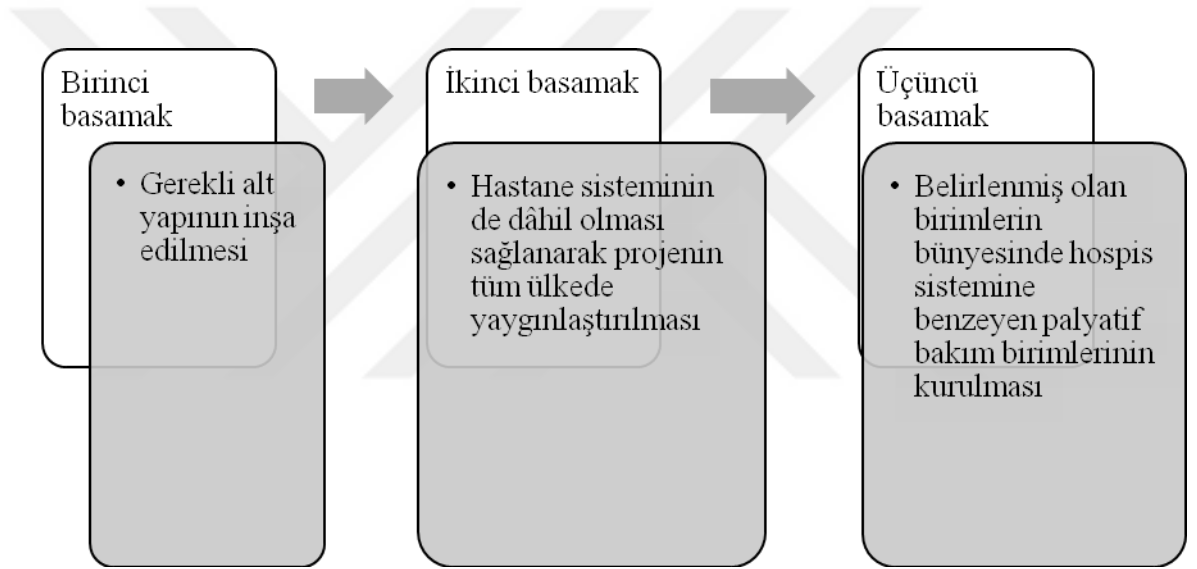 Birinci
basamak
• Gerekli alt
yapının inşa
edilmesi
İkinci basamak
• Hastane sisteminin
de dâhil olması
sağlanarak projenin
tüm ülkede
yaygınlaştırılması
Üçüncü
basamak
• Belirlenmiş olan
birimlerin
bünyesinde hospis
sistemine
benzeyen palyatif
bakım birimlerinin
kurulması